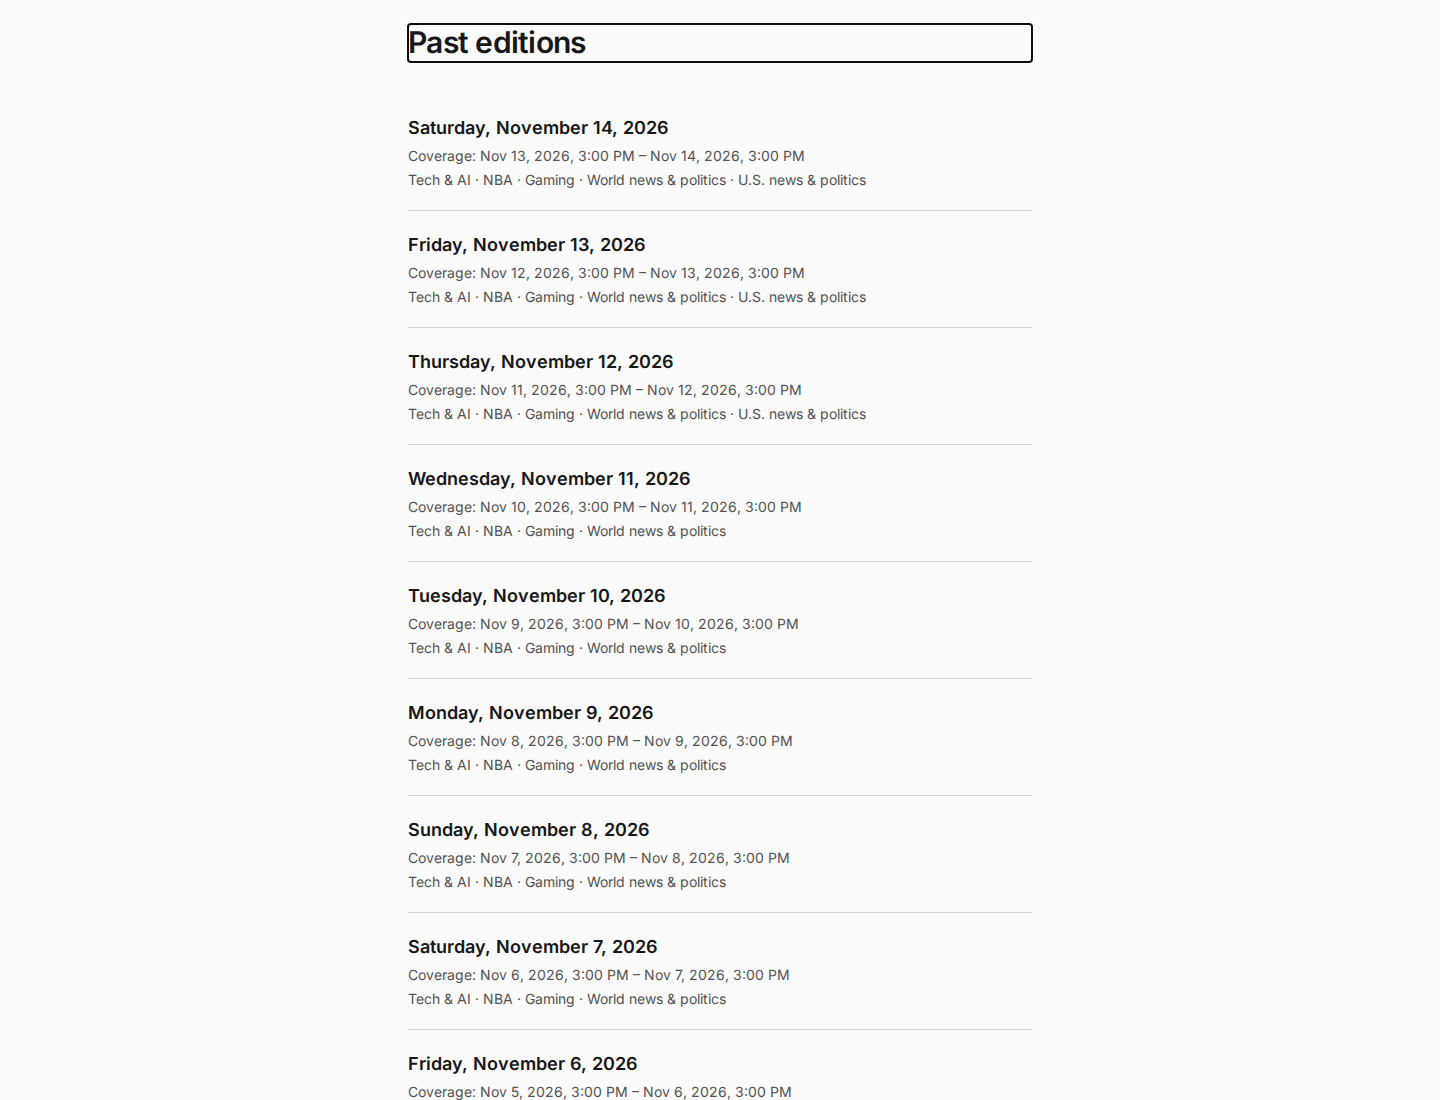 Past editions
Saturday, November 14, 2026
Coverage: Nov 13, 2026, 3:00 PM – Nov 14, 2026, 3:00 PM
Tech & AI · NBA · Gaming · World news & politics · U.S. news & politics
Friday, November 13, 2026
Coverage: Nov 12, 2026, 3:00 PM – Nov 13, 2026, 3:00 PM
Tech & AI · NBA · Gaming · World news & politics · U.S. news & politics
Thursday, November 12, 2026
Coverage: Nov 11, 2026, 3:00 PM – Nov 12, 2026, 3:00 PM
Tech & AI · NBA · Gaming · World news & politics · U.S. news & politics
Wednesday, November 11, 2026
Coverage: Nov 10, 2026, 3:00 PM – Nov 11, 2026, 3:00 PM
Tech & AI · NBA · Gaming · World news & politics
Tuesday, November 10, 2026
Coverage: Nov 9, 2026, 3:00 PM – Nov 10, 2026, 3:00 PM
Tech & AI · NBA · Gaming · World news & politics
Monday, November 9, 2026
Coverage: Nov 8, 2026, 3:00 PM – Nov 9, 2026, 3:00 PM
Tech & AI · NBA · Gaming · World news & politics
Sunday, November 8, 2026
Coverage: Nov 7, 2026, 3:00 PM – Nov 8, 2026, 3:00 PM
Tech & AI · NBA · Gaming · World news & politics
Saturday, November 7, 2026
Coverage: Nov 6, 2026, 3:00 PM – Nov 7, 2026, 3:00 PM
Tech & AI · NBA · Gaming · World news & politics
Friday, November 6, 2026
Coverage: Nov 5, 2026, 3:00 PM – Nov 6, 2026, 3:00 PM